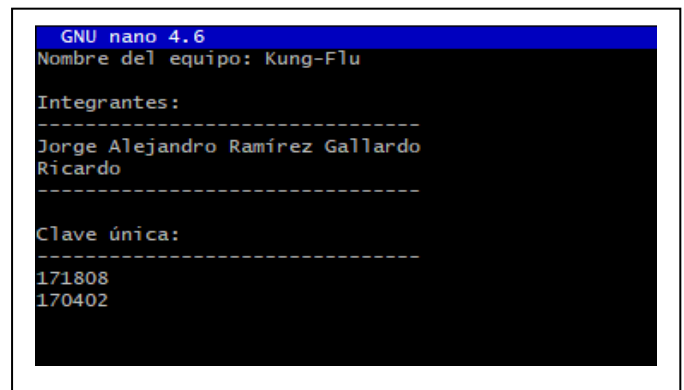 GNU nano 4.6
Nombre del equipo: Kung-Flu
Integrantes:
--------------------------------
Jorge Alejandro Ramírez Gallardo
Ricardo
--------------------------------
Clave única:
--------------------------------
171808
170402